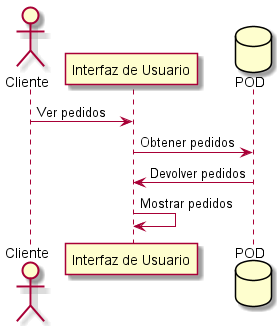 Cliente
Interfaz de Usuario
POD
Ver pedidos
Obtener pedidos
Devolver pedidos
Mostrar pedidos
Cliente
Interfaz de Usuario
POD